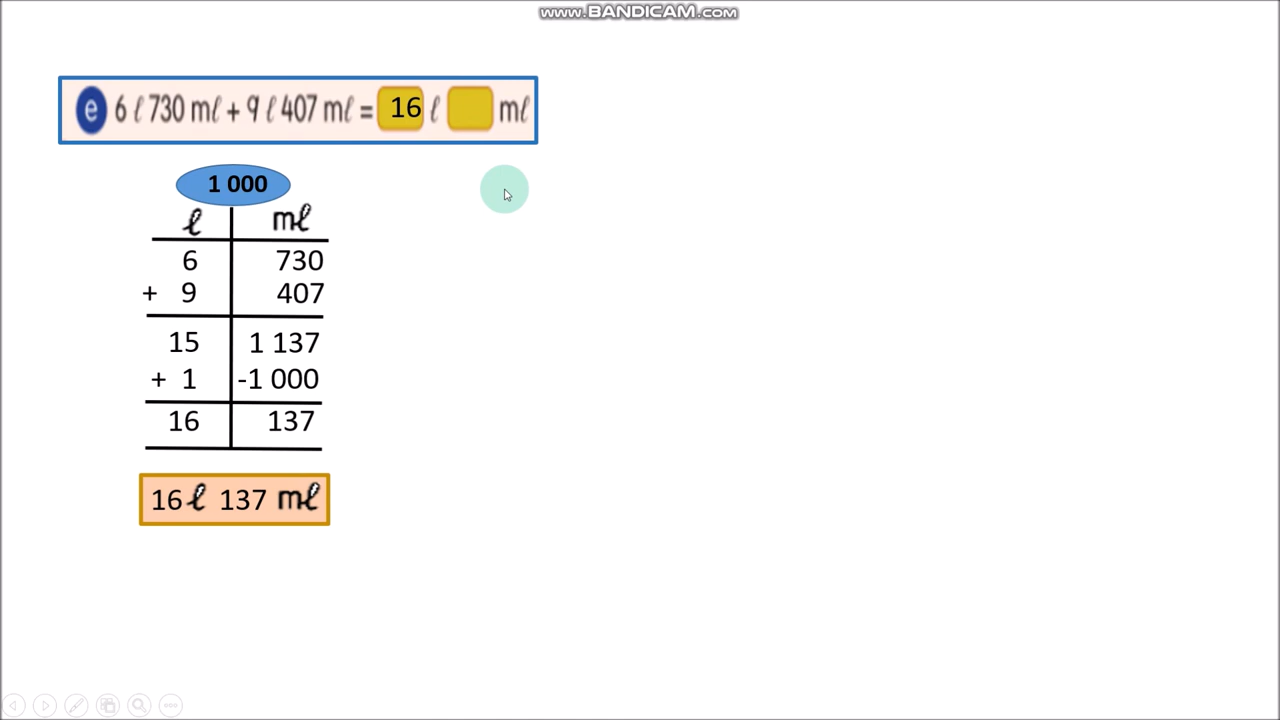 www.BANDICAM.com
e 6 ℓ 730 mℓ + 9 ℓ 407 mℓ = 16 ℓ mℓ
1 000
ℓ mℓ
6 730
+ 9 407
15 1 137
+ 1 -1 000
16 137
16 ℓ 137 mℓ